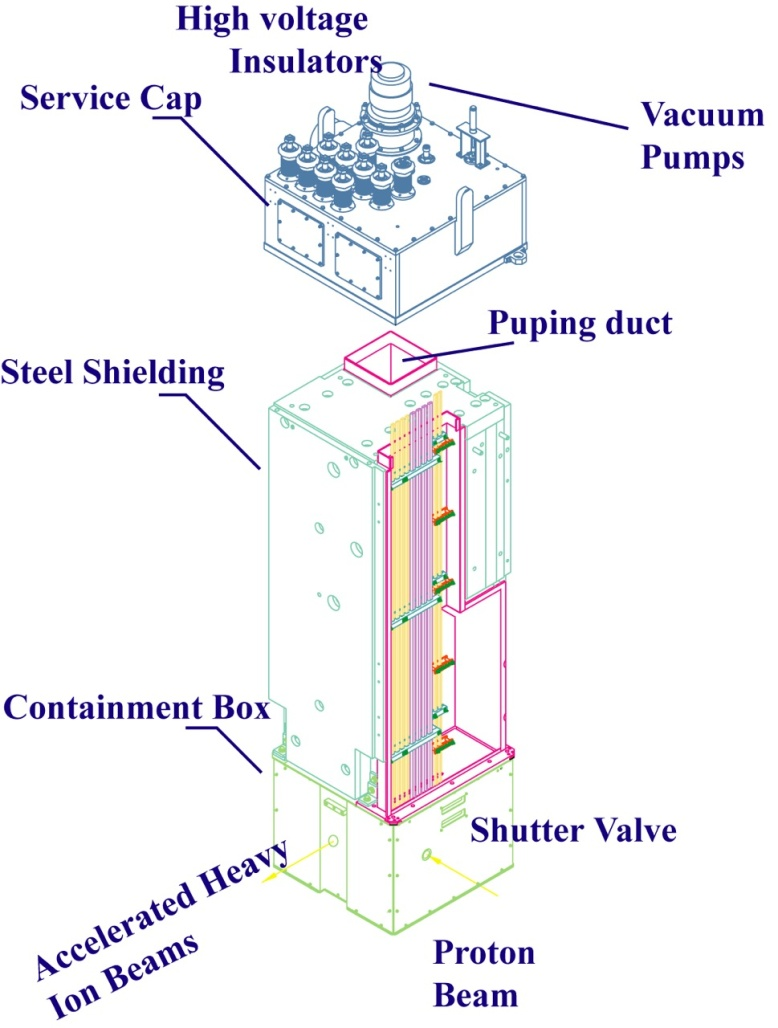 High voltage
Insulators
Service Cap
Vacuum
Pumps
Puping duct
Steel Shielding
Containment Box
Shutter Valve
Accelerated Heavy
Ion Beams
Proton
Beam